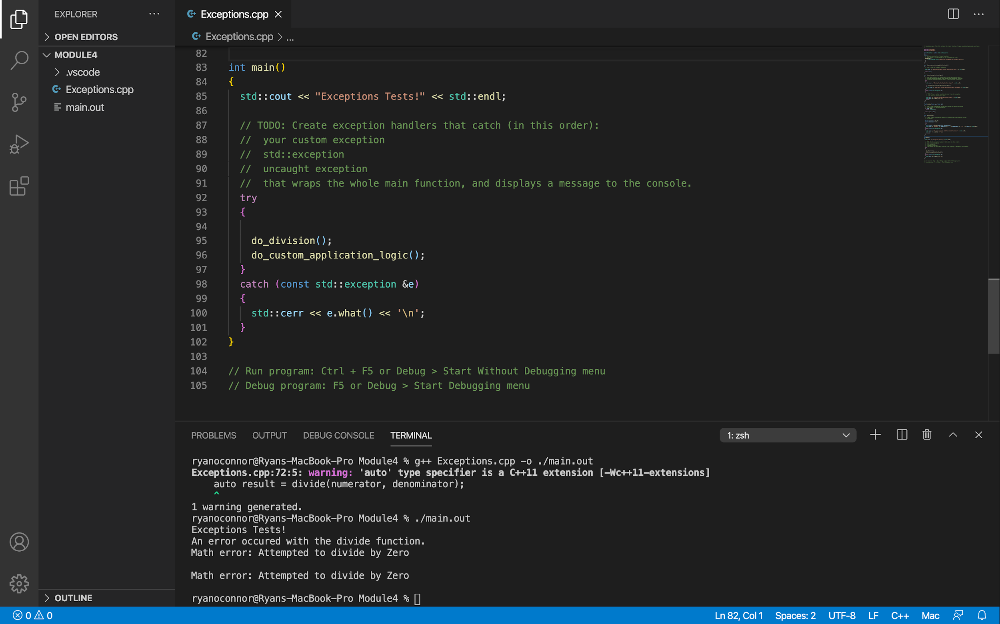 EXPLORER
OPEN EDITORS
MODULE4
.vscode
Exceptions.cpp
main.out
OUTLINE
Exceptions.cpp
Exceptions.cpp > ...
82
83 int main()
84 {
85 std::cout << "Exceptions Tests!" << std::endl;
86
87 // TODO: Create exception handlers that catch (in this order):
88 //  your custom exception
89 //  std::exception
90 //  uncaught exception
91 //  that wraps the whole main function, and displays a message to the console.
92 try
93 {
94
95 do_division();
96 do_custom_application_logic();
97 }
98 catch (const std::exception &e)
99 {
100 std::cerr << e.what() << '\n';
101 }
102 }
103
104 // Run program: Ctrl + F5 or Debug > Start Without Debugging menu
105 // Debug program: F5 or Debug > Start Debugging menu
PROBLEMS OUTPUT DEBUG CONSOLE TERMINAL 1: zsh
ryanoconnor@Ryans-MacBook-Pro Module4 % g++ Exceptions.cpp -o ./main.out
Exceptions.cpp:72:5: warning: 'auto' type specifier is a C++11 extension [-Wc++11-extensions]
auto result = divide(numerator, denominator);
^
1 warning generated.
ryanoconnor@Ryans-MacBook-Pro Module4 % ./main.out
Exceptions Tests!
An error occured with the divide function.
Math error: Attempted to divide by Zero
Math error: Attempted to divide by Zero
ryanoconnor@Ryans-MacBook-Pro Module4 %
0 0 Ln 82, Col 1 Spaces: 2 UTF-8 LF C++ Mac